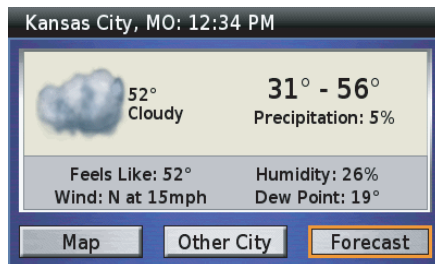 Kansas City, MO: 12:34 PM
52°
Cloudy
31° - 56°
Precipitation: 5%
Feels Like: 52°
Humidity: 26%
Wind: N at 15mph
Dew Point: 19°
Map
Other City
Forecast